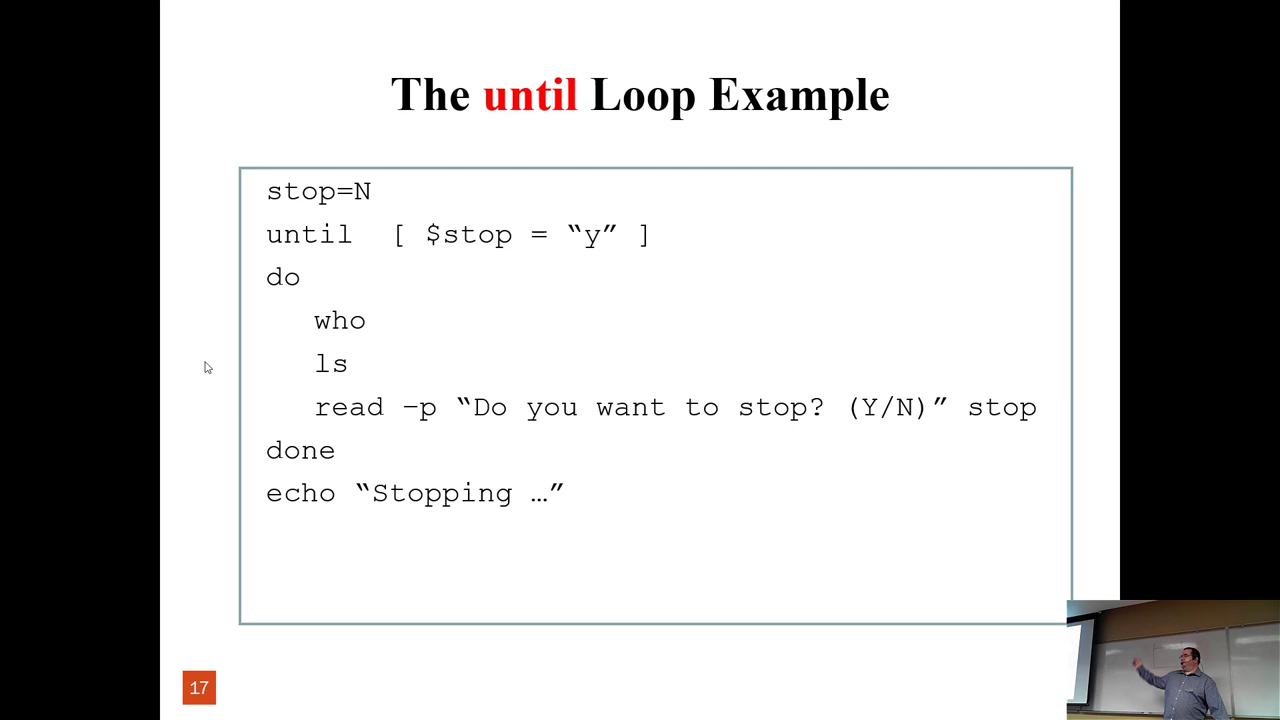 The until Loop Example
stop=N
until [ $stop = “y” ]
do
who
ls
read –p “Do you want to stop? (Y/N)” stop
done
echo “Stopping …”
17